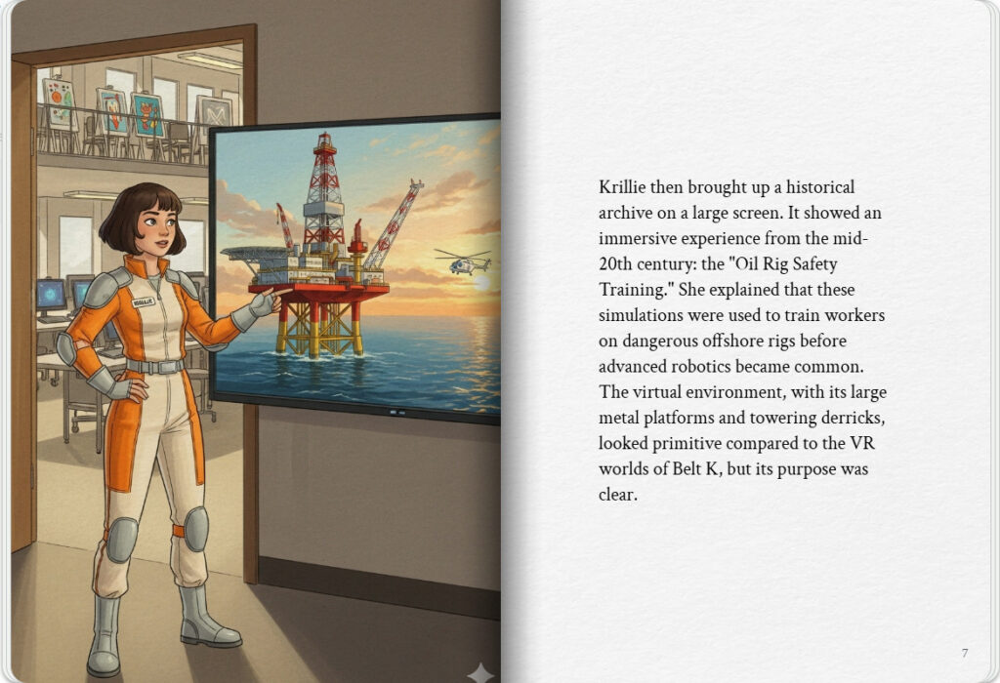 Krillie then brought up a historical
archive on a large screen. It showed an
immersive experience from the mid-
20th century: the "Oil Rig Safety
Training." She explained that these
simulations were used to train workers
on dangerous offshore rigs before
advanced robotics became common.
The virtual environment, with its large
metal platforms and towering derricks,
looked primitive compared to the VR
worlds of Belt K, but its purpose was
clear.
7